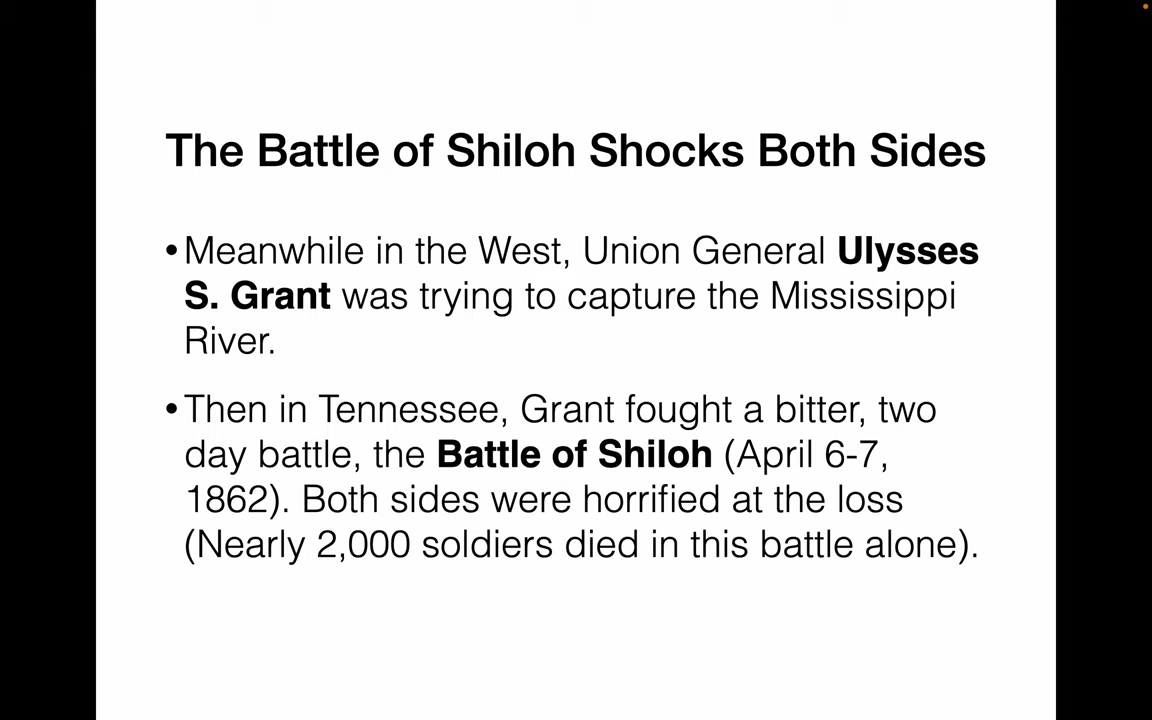 The Battle of Shiloh Shocks Both Sides
•Meanwhile in the West, Union General Ulysses
S. Grant was trying to capture the Mississippi
River.
•Then in Tennessee, Grant fought a bitter, two
day battle, the Battle of Shiloh (April 6-7,
1862). Both sides were horrified at the loss
(Nearly 2,000 soldiers died in this battle alone).